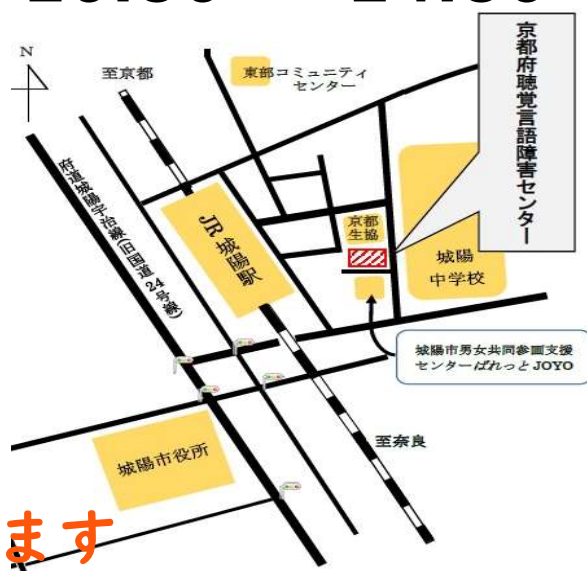 N
至京都
東部コミュニティ
センター
京都府聴覚言語障害センター
府道城陽宇治線(旧国道24号線)
JR城陽駅
京都
生協
城陽
中学校
城陽市男女共同参画支援
センターぱれっとJOYO
至奈良
城陽市役所
ます